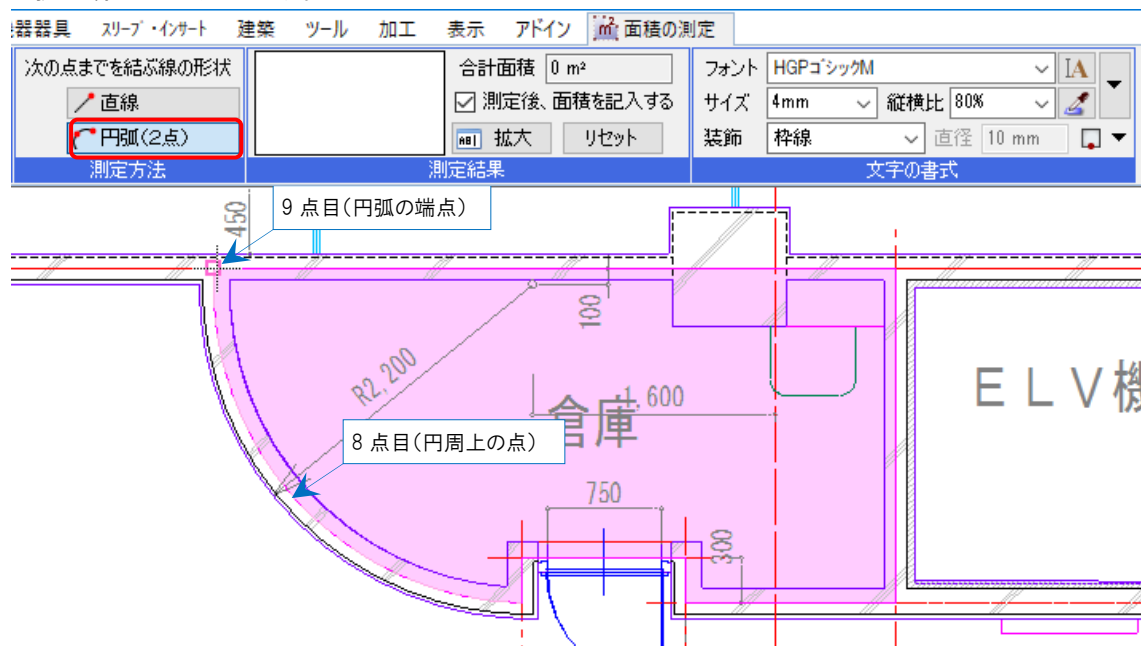 器器具 スリーブ・インサート 建築 ツール 加工 表示 アドイン m² 面積の測定
次の点までを結ぶ線の形状
直線
円弧(2点)
測定方法
合計面積 0 m²
測定後、面積を記入する
AB| 拡大 リセット
測定結果
フォント HGPゴシックM A
サイズ 4mm 縦横比 80%
装飾 枠線 直径 10 mm
文字の書式
450
9 点目(円弧の端点)
100
R2,200
1,600
倉庫
ELV機
8 点目(円周上の点)
750
300